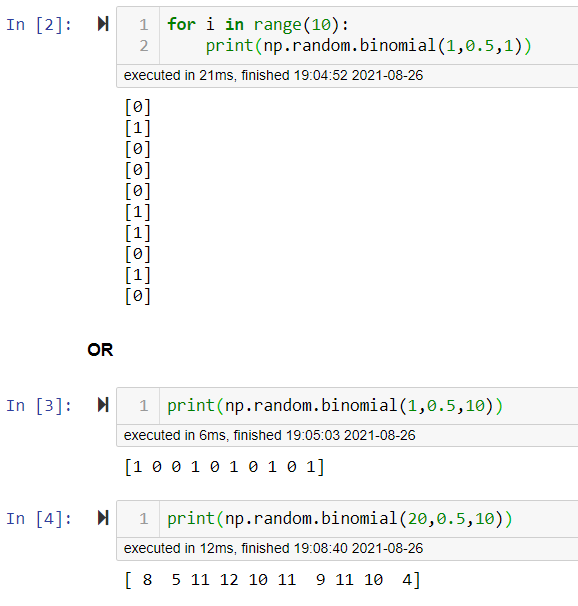 In [2]: 1 for i in range(10):
2 print(np.random.binomial(1,0.5,1))
executed in 21ms, finished 19:04:52 2021-08-26
[0]
[1]
[0]
[0]
[0]
[1]
[1]
[0]
[1]
[0]
OR
In [3]: 1 print(np.random.binomial(1,0.5,10))
executed in 6ms, finished 19:05:03 2021-08-26
[1 0 0 1 0 1 0 1 0 1]
In [4]: 1 print(np.random.binomial(20,0.5,10))
executed in 12ms, finished 19:08:40 2021-08-26
[ 8  5 11 12 10 11  9 11 10  4]